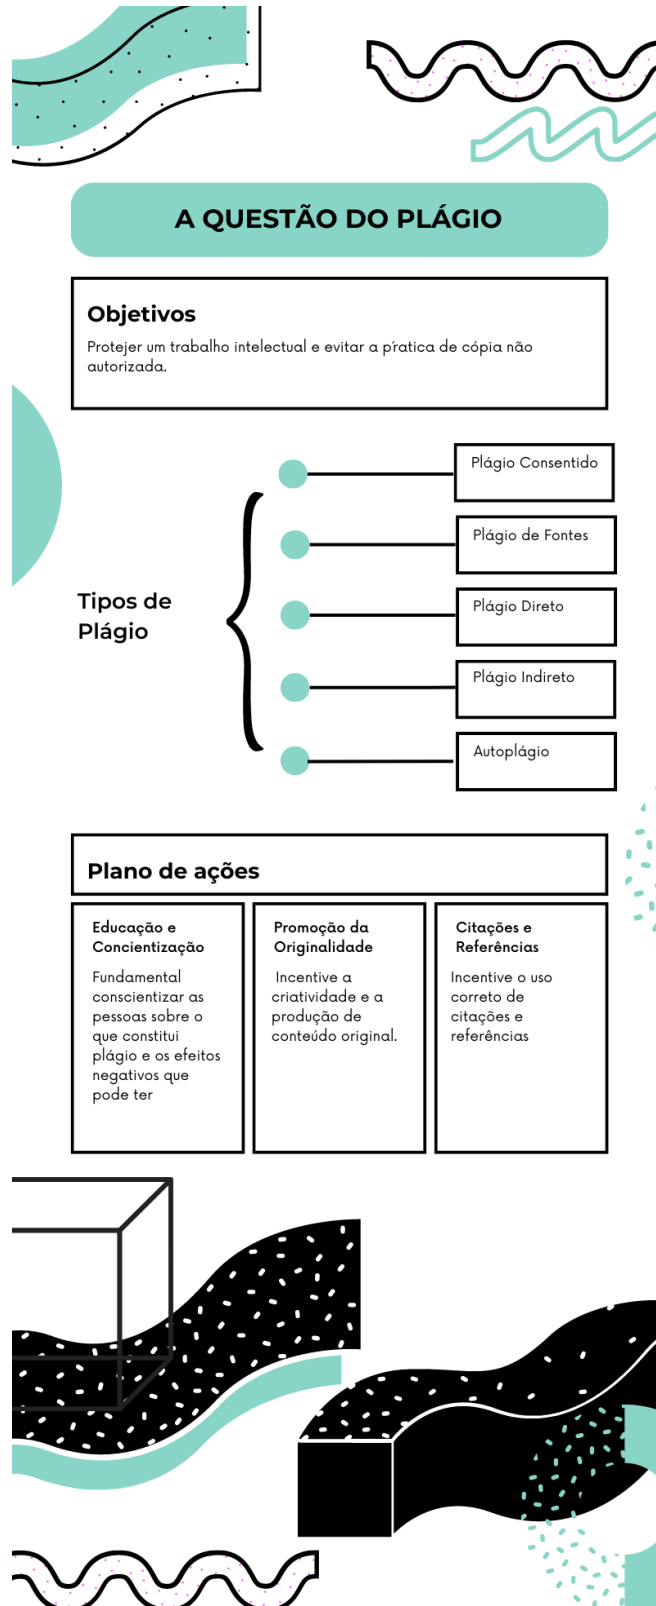 A QUESTÃO DO PLÁGIO
Objetivos
Protejer um trabalho intelectual e evitar a pŕatica de cópia não
autorizada.
Tipos de
Plágio
Plágio Consentido
Plágio de Fontes
Plágio Direto
Plágio Indireto
Autoplágio
Plano de ações
Educação e
Concientização
Fundamental
conscientizar as
pessoas sobre o
que constitui
plágio e os efeitos
negativos que
pode ter
Promoção da
Originalidade
Incentive a
criatividade e a
produção de
conteúdo original.
Citações e
Referências
Incentive o uso
correto de
citações e
referências